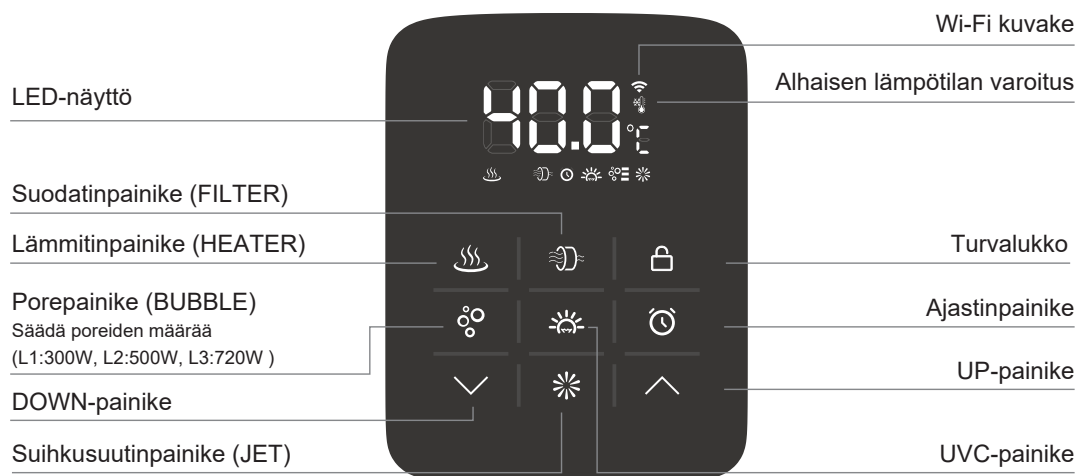 Wi-Fi kuvake
Alhaisen lämpötilan varoitus
LED-näyttö
40.0
°C
Suodatinpainike (FILTER)
Lämmitinpainike (HEATER)
Turvalukko
Porepainike (BUBBLE)
Säädä poreiden määrää
(L1:300W, L2:500W, L3:720W )
Ajastinpainike
UP-painike
DOWN-painike
Suihkusuutinpainike (JET)
UVC-painike